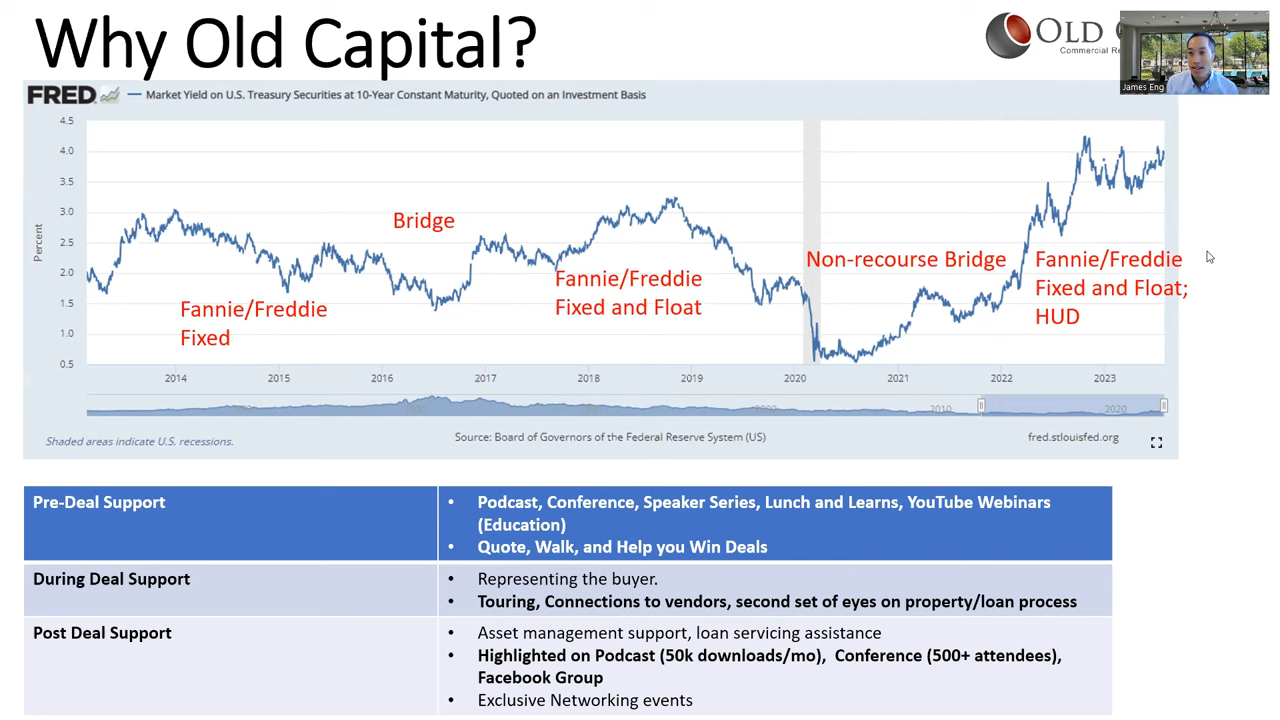 Why Old Capital?
OLD
Commercial
James Eng
FRED
Market Yield on U.S. Treasury Securities at 10-Year Constant Maturity, Quoted on an Investment Basis
4.5
4.0
3.5
3.0
2.5
2.0
1.5
1.0
0.5
Percent
Bridge
Fannie/Freddie
Fixed
Fannie/Freddie
Fixed and Float
Non-recourse Bridge
Fannie/Freddie
Fixed and Float;
HUD
2014 2015 2016 2017 2018 2019 2020 2021 2022 2023
2000 2010 2020
Shaded areas indicate U.S. recessions.
Source: Board of Governors of the Federal Reserve System (US)
fred.stlouisfed.org
Pre-Deal Support
• Podcast, Conference, Speaker Series, Lunch and Learns, YouTube Webinars
(Education)
• Quote, Walk, and Help you Win Deals
During Deal Support
• Representing the buyer.
• Touring, Connections to vendors, second set of eyes on property/loan process
Post Deal Support
• Asset management support, loan servicing assistance
• Highlighted on Podcast (50k downloads/mo), Conference (500+ attendees),
Facebook Group
• Exclusive Networking events